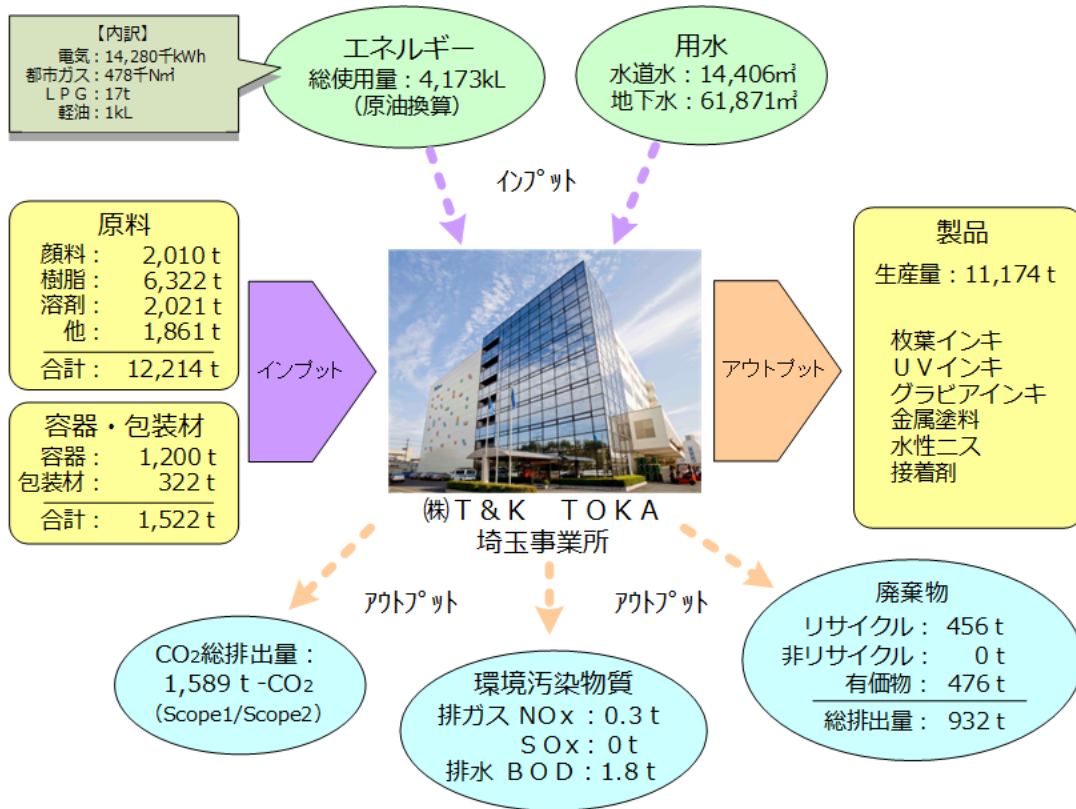 【内訳】
電気：14,280千kWh
都市ガス：478千N㎥
ＬＰＧ：17t
軽油：1kL
エネルギー
総使用量：4,173kL
（原油換算）
用水
水道水：14,406㎥
地下水：61,871㎥
ｲﾝﾌﾟｯﾄ
原料
顔料： 2,010 t
樹脂： 6,322 t
溶剤： 2,021 t
他： 1,861 t
合計： 12,214 t
容器・包装材
容器： 1,200 t
包装材： 322 t
合計： 1,522 t
インプット
㈱Ｔ＆Ｋ　ＴＯＫＡ
埼玉事業所
アウトプット
製品
生産量：11,174 t
枚葉インキ
ＵＶインキ
グラビアインキ
金属塗料
水性ニス
接着剤
ｱｳﾄﾌﾟｯﾄ
ｱｳﾄﾌﾟｯﾄ
CO₂総排出量：
1,589 t -CO₂
（Scope1/Scope2）
環境汚染物質
排ガス NOx：0.3 t
SOx：0 t
排水 ＢＯＤ：1.8 t
廃棄物
リサイクル： 456 t
非リサイクル： 0 t
有価物： 476 t
総排出量： 932 t